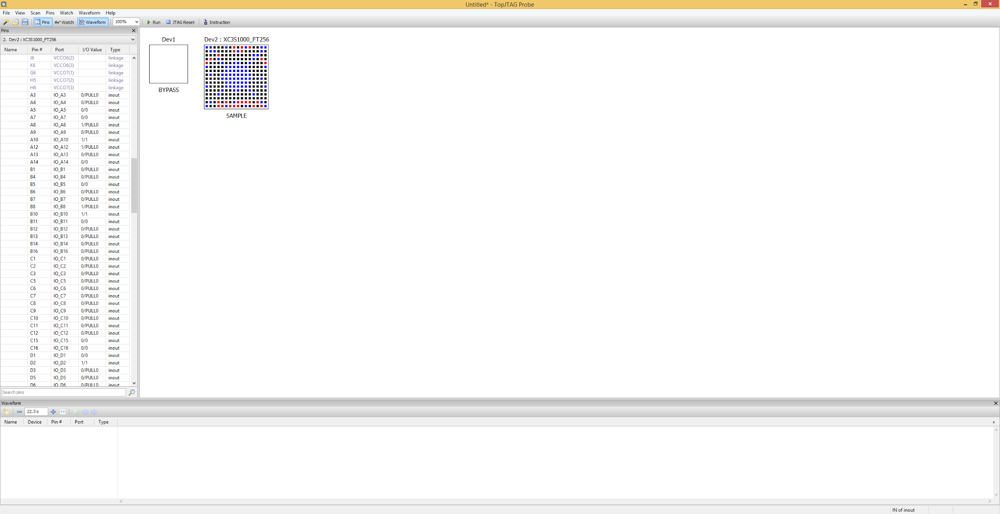 Untitled* - TopJTAG Probe
File View Scan Pins Watch Waveform Help
Pins Watch Waveform 100% Run JTAG Reset Instruction
Pins
2. Dev2 : XC3S1000_FT256
Name Pin # Port I/O Value Type
J6 VCCO6(2) linkage
K6 VCCO6(3) linkage
G6 VCCO7(1) linkage
H5 VCCO7(2) linkage
H6 VCCO7(3) linkage
A3 IO_A3 0/PULL0 inout
A4 IO_A4 0/PULL0 inout
A5 IO_A5 0/0 inout
A7 IO_A7 0/0 inout
A8 IO_A8 1/PULL0 inout
A9 IO_A9 0/PULL0 inout
A10 IO_A10 1/1 inout
A12 IO_A12 1/PULL0 inout
A13 IO_A13 0/PULL0 inout
A14 IO_A14 0/0 inout
B1 IO_B1 0/PULL0 inout
B4 IO_B4 0/PULL0 inout
B5 IO_B5 0/0 inout
B6 IO_B6 0/PULL0 inout
B7 IO_B7 0/PULL0 inout
B8 IO_B8 1/PULL0 inout
B10 IO_B10 1/1 inout
B11 IO_B11 0/0 inout
B12 IO_B12 0/PULL0 inout
B13 IO_B13 0/PULL0 inout
B14 IO_B14 0/PULL0 inout
B16 IO_B16 0/PULL0 inout
C1 IO_C1 0/PULL0 inout
C2 IO_C2 0/PULL0 inout
C3 IO_C3 0/PULL0 inout
C5 IO_C5 0/PULL0 inout
C6 IO_C6 0/PULL0 inout
C7 IO_C7 0/PULL0 inout
C8 IO_C8 0/PULL0 inout
C9 IO_C9 0/PULL0 inout
C10 IO_C10 0/PULL0 inout
C11 IO_C11 0/PULL0 inout
C12 IO_C12 0/PULL0 inout
C15 IO_C15 0/0 inout
C16 IO_C16 0/0 inout
D1 IO_D1 0/0 inout
D2 IO_D2 1/1 inout
D3 IO_D3 0/PULL0 inout
D5 IO_D5 0/PULL0 inout
D6 IO_D6 0/PULL0 inout
Search pins
Dev1
BYPASS
Dev2 : XC3S1000_FT256
SAMPLE
Waveform
22.3 s
Name Device Pin # Port Type s
IN of inout